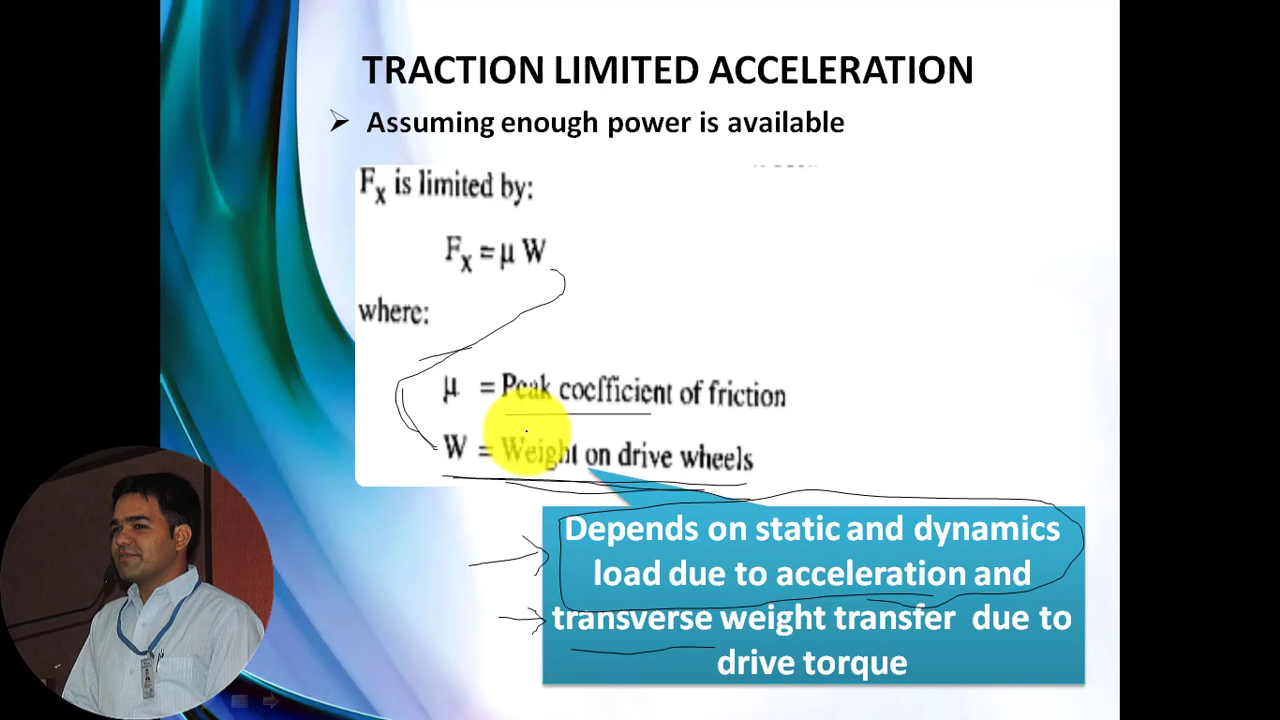 TRACTION LIMITED ACCELERATION
➢ Assuming enough power is available
Fx is limited by:
Fx = μ W
where:
μ = Peak coefficient of friction
W = Weight on drive wheels
Depends on static and dynamics
load due to acceleration and
transverse weight transfer due to
drive torque